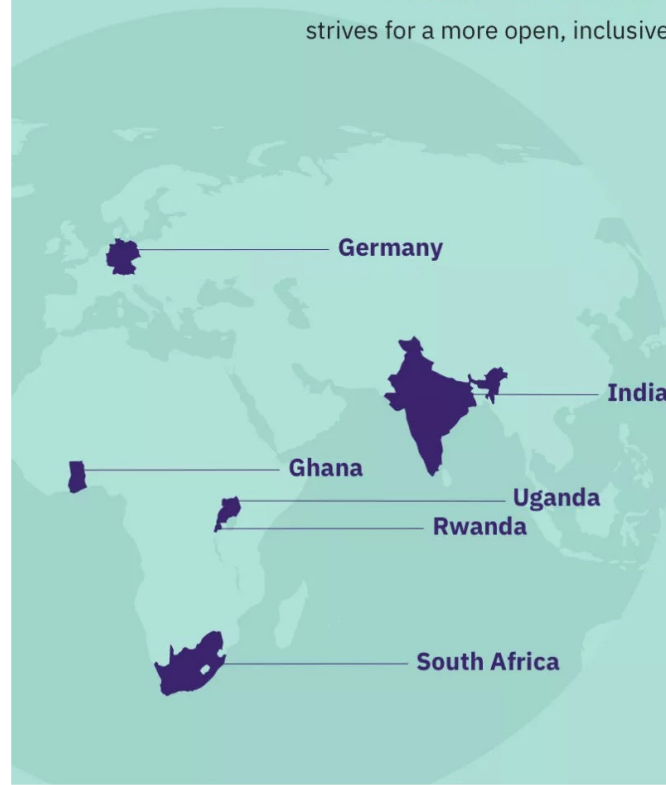 strives for a more open, inclusive
Germany
India
Ghana
Uganda
Rwanda
South Africa